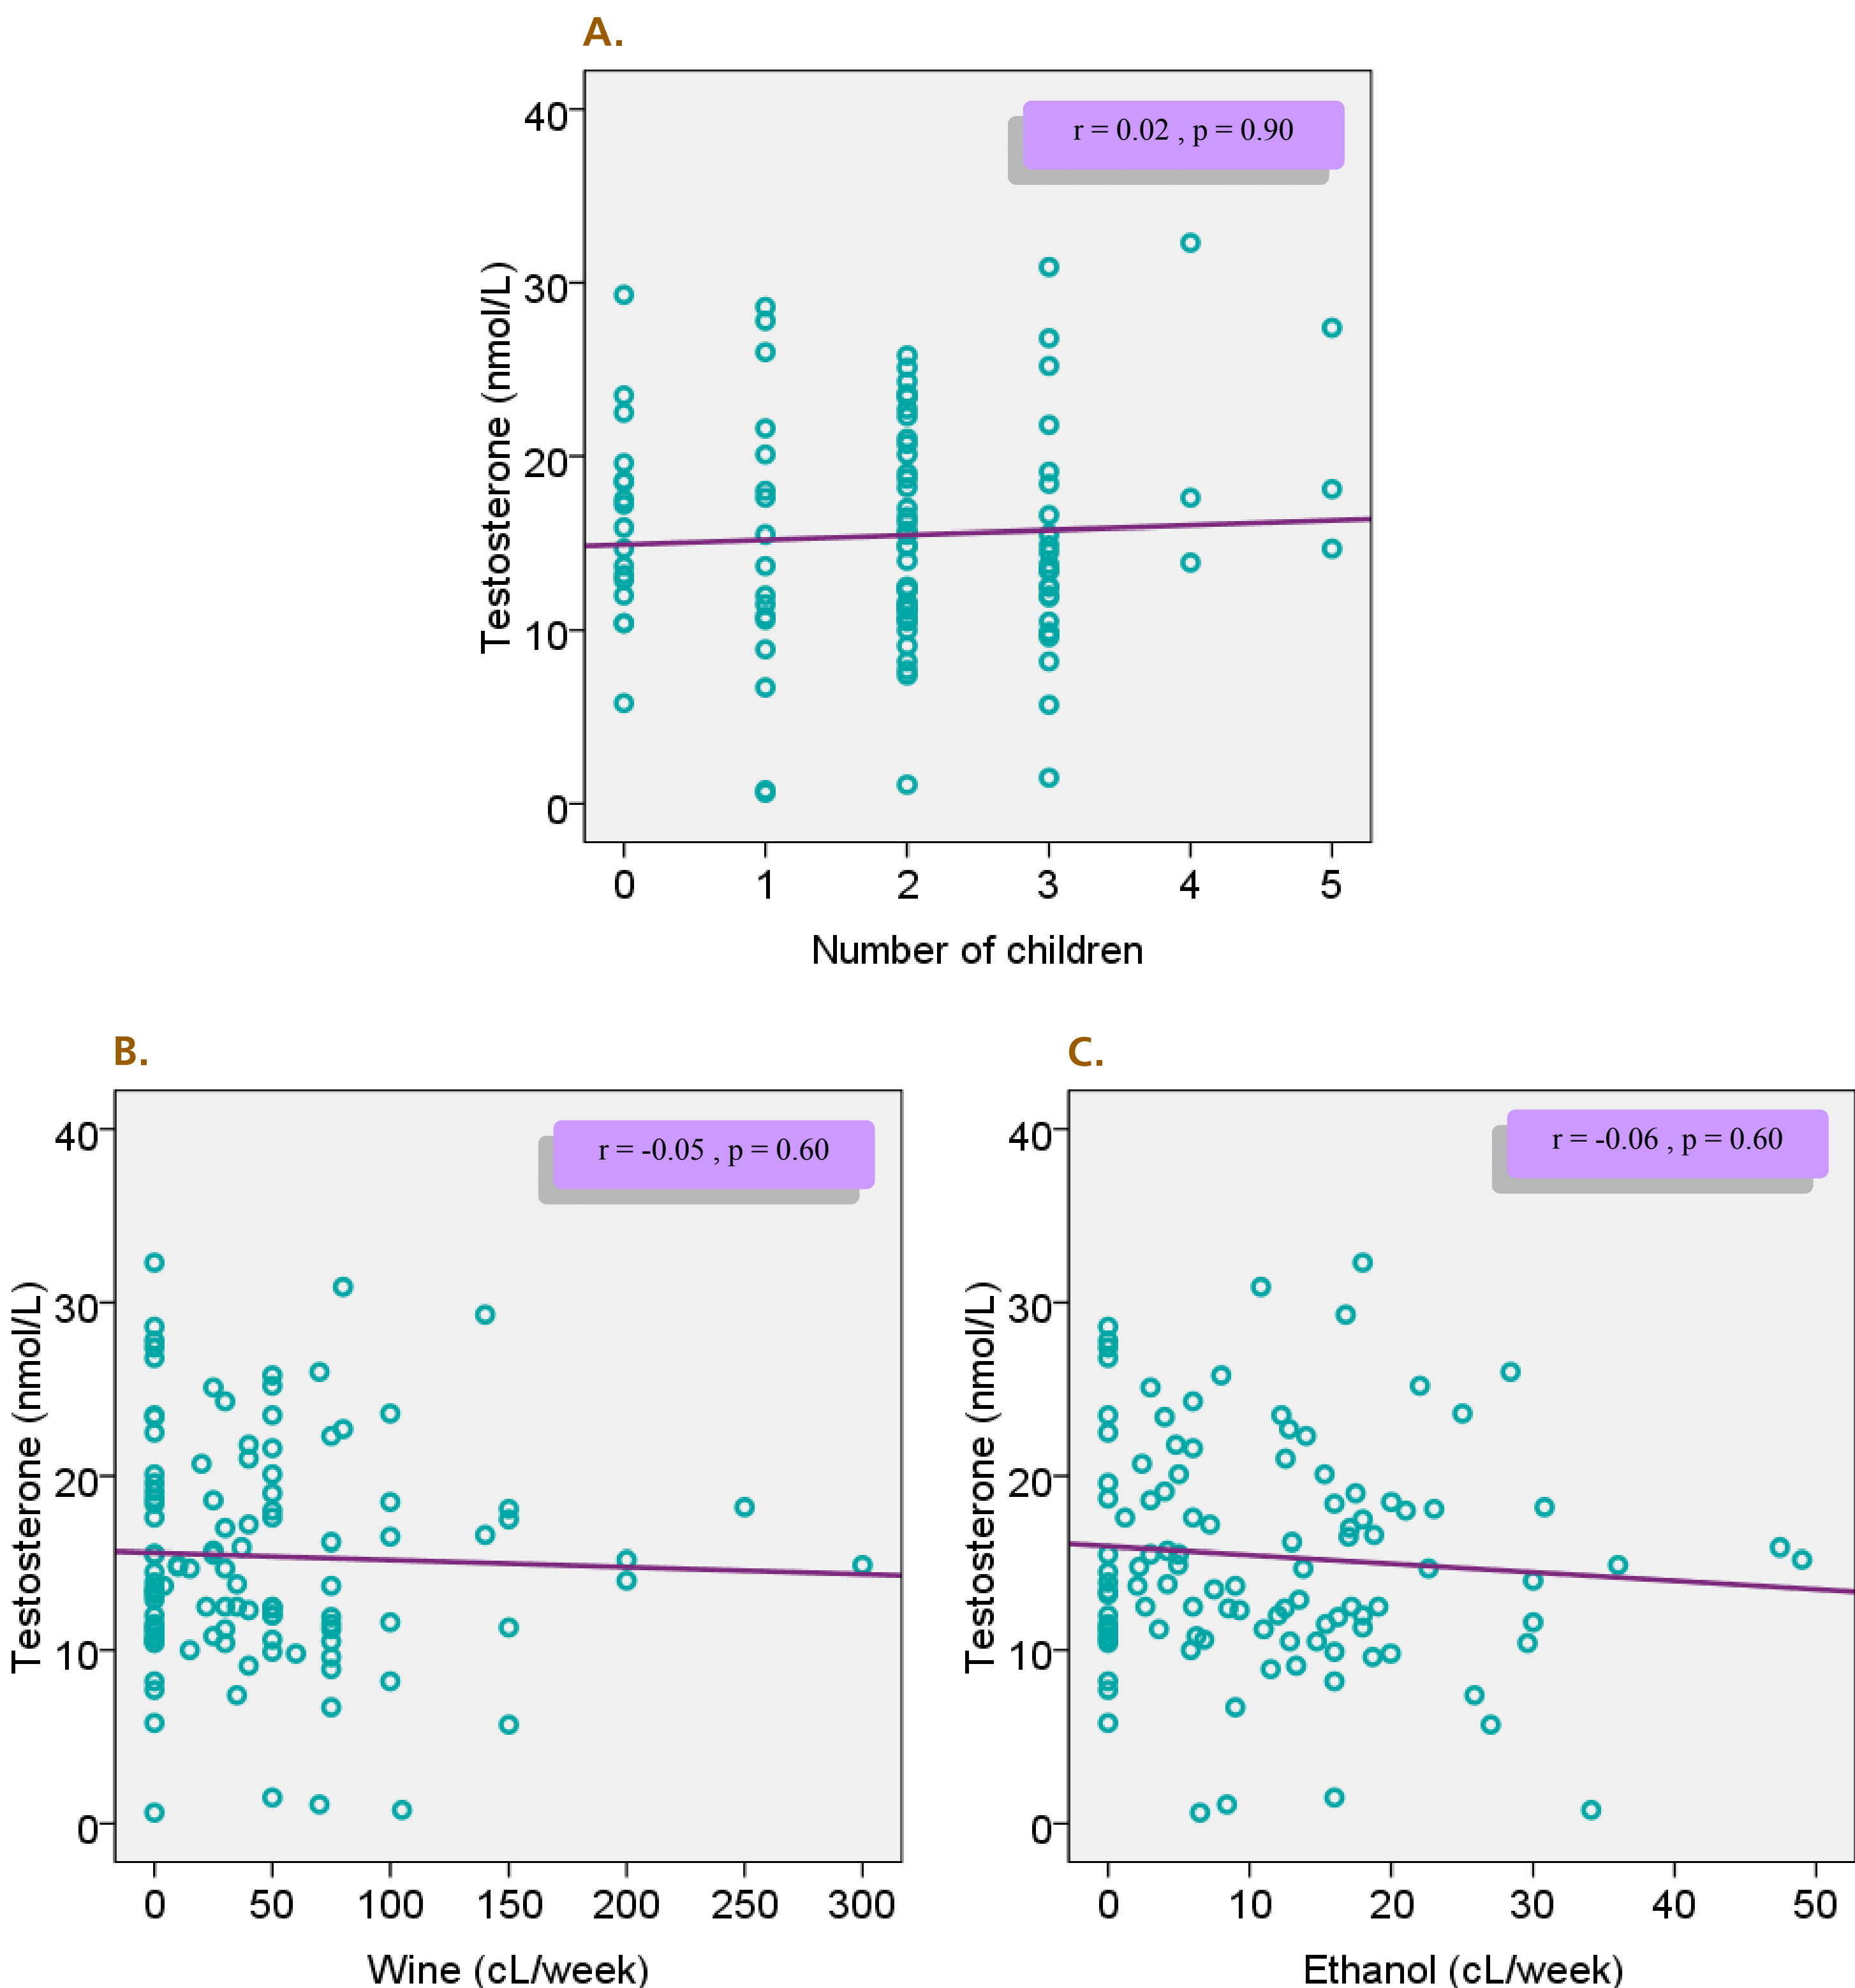 A.
r = 0.02 , p = 0.90
Testosterone (nmol/L)
40
30
20
10
0
0 1 2 3 4 5
Number of children
B.
r = -0.05 , p = 0.60
Testosterone (nmol/L)
40
30
20
10
0
0 50 100 150 200 250 300
Wine (cL/week)
C.
r = -0.06 , p = 0.60
Testosterone (nmol/L)
40
30
20
10
0
0 10 20 30 40 50
Ethanol (cL/week)